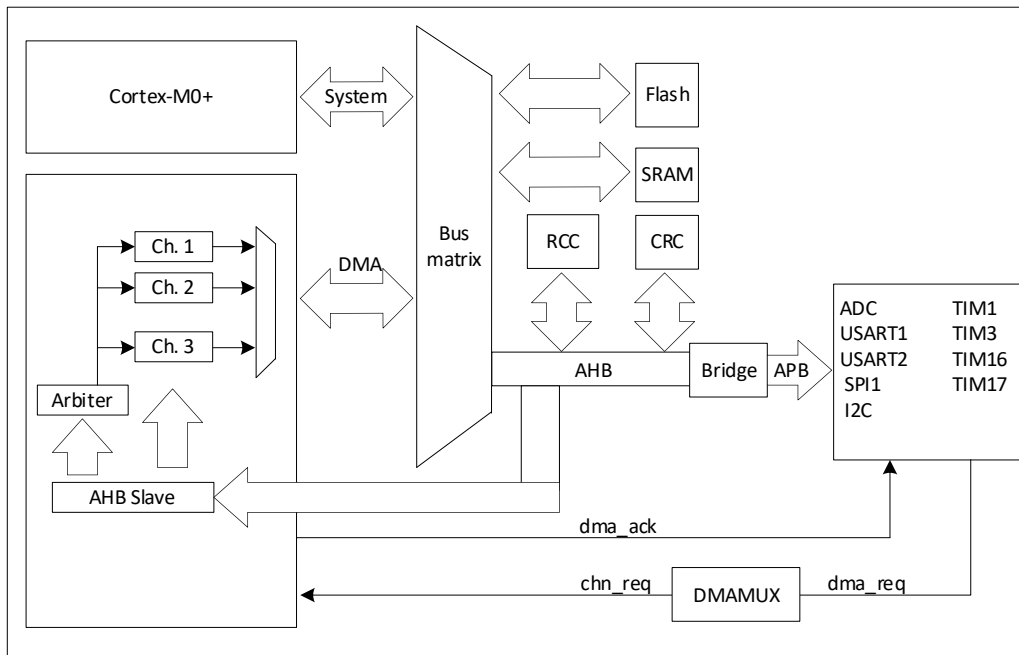 Cortex-M0+
System
Flash
SRAM
Bus
matrix
RCC
CRC
Ch. 1
Ch. 2
Ch. 3
DMA
Arbiter
AHB Slave
AHB
Bridge
APB
ADC TIM1
USART1 TIM3
USART2 TIM16
SPI1 TIM17
I2C
dma_ack
chn_req
DMAMUX
dma_req